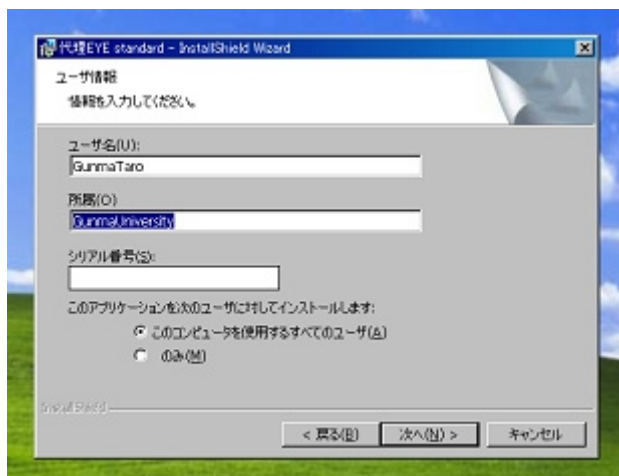 代理EYE standard - InstallShield Wizard
ユーザ情報
情報を入力してください。
ユーザ名(U):
GunmaTaro
所属(O)
GunmaUniversity
シリアル番号(S):
このアプリケーションを次のユーザに対してインストールします:
このコンピュータを使用するすべてのユーザ(A)
のみ(M)
InstallShield
< 戻る(B)
次へ(N) >
キャンセル